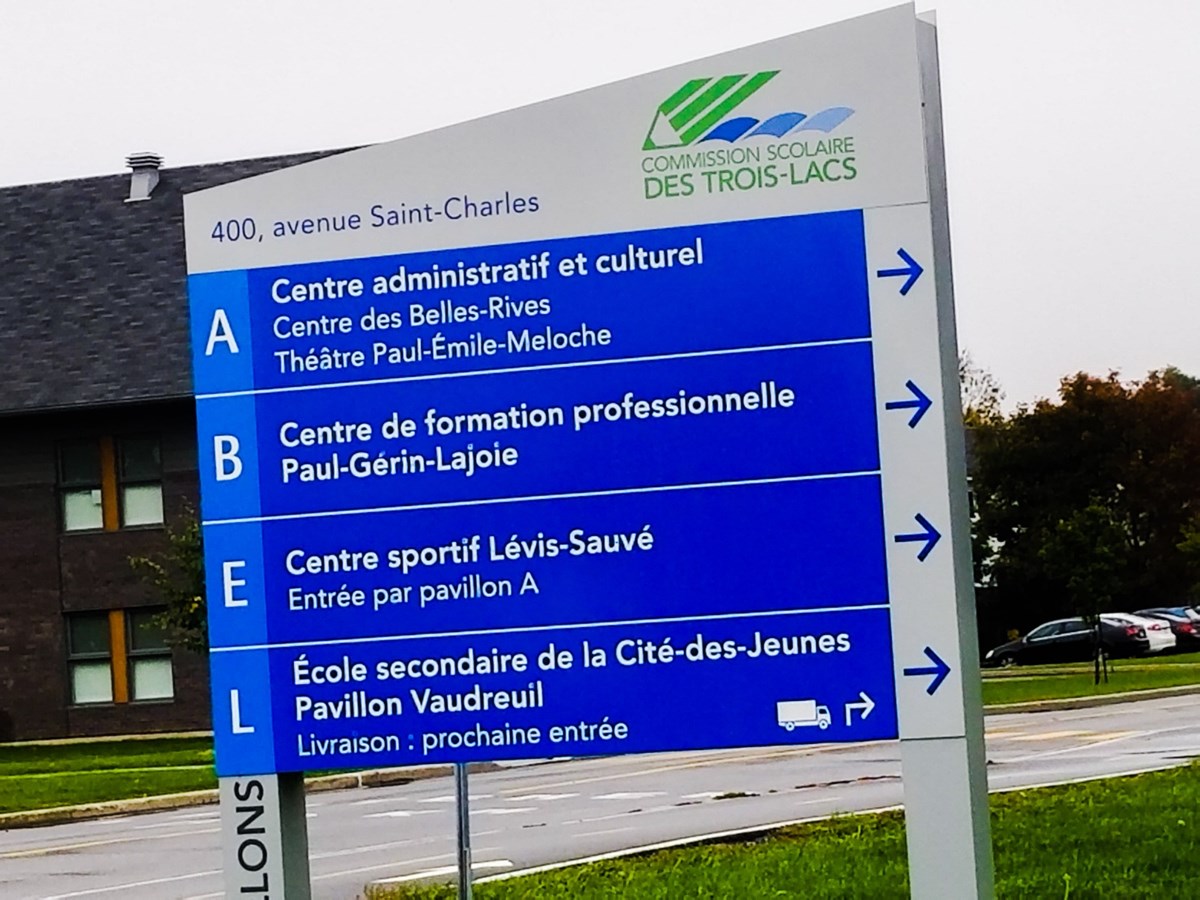 COMMISSION SCOLAIRE
DES TROIS-LACS
400, avenue Saint-Charles
A
Centre administratif et culturel
Centre des Belles-Rives
Théâtre Paul-Émile-Meloche
B
Centre de formation professionnelle
Paul-Gérin-Lajoie
E
Centre sportif Lévis-Sauvé
Entrée par pavillon A
L
École secondaire de la Cité-des-Jeunes
Pavillon Vaudreuil
Livraison : prochaine entrée
LLONS